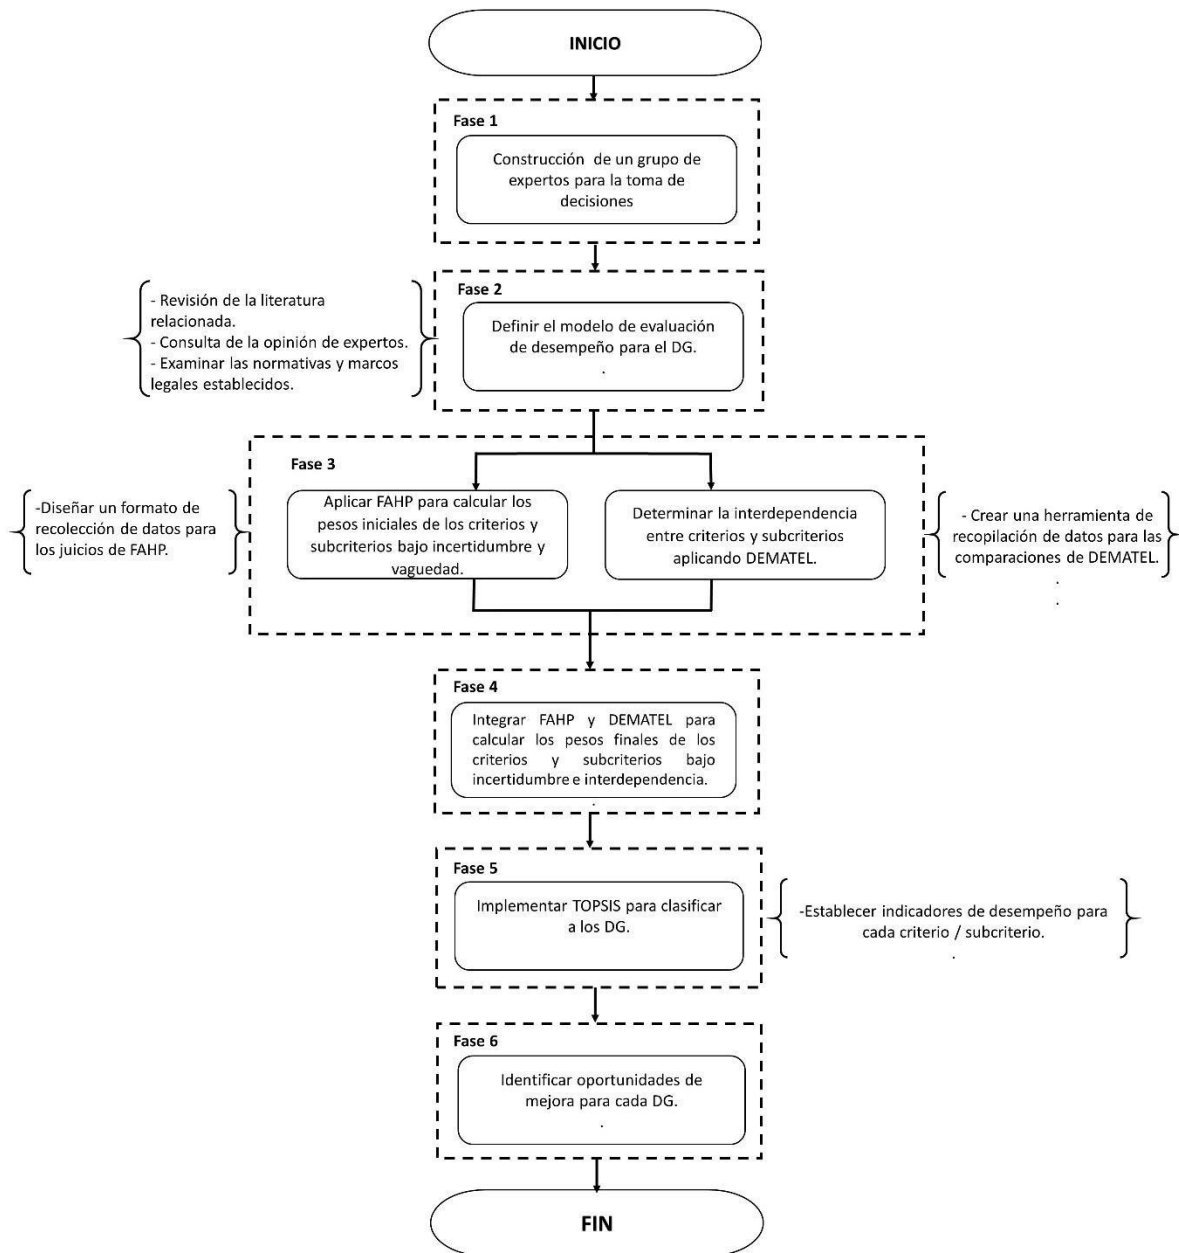 INICIO
Fase 1
Construcción de un grupo de
expertos para la toma de
decisiones
Fase 2
Definir el modelo de evaluación
de desempeño para el DG.
.
- Revisión de la literatura
relacionada.
- Consulta de la opinión de expertos.
- Examinar las normativas y marcos
legales establecidos.
Fase 3
-Diseñar un formato de
recolección de datos para
los juicios de FAHP.
Aplicar FAHP para calcular los
pesos iniciales de los criterios y
subcriterios bajo incertidumbre y
vaguedad.
Determinar la interdependencia
entre criterios y subcriterios
aplicando DEMATEL.
- Crear una herramienta de
recopilación de datos para las
comparaciones de DEMATEL.
.
.
Fase 4
Integrar FAHP y DEMATEL para
calcular los pesos finales de los
criterios y subcriterios bajo
incertidumbre e interdependencia.
.
Fase 5
Implementar TOPSIS para clasificar
a los DG.
-Establecer indicadores de desempeño para
cada criterio / subcriterio.
.
Fase 6
Identificar oportunidades de
mejora para cada DG.
.
FIN